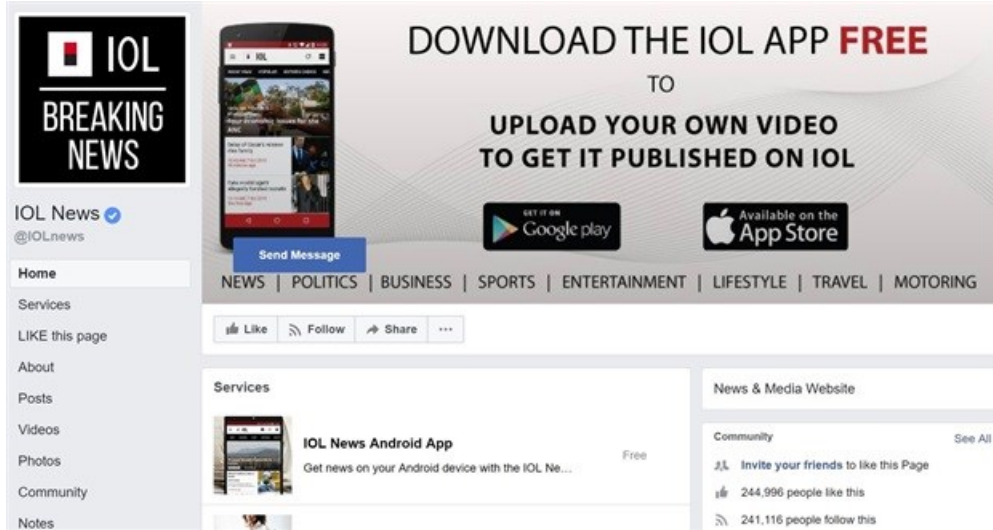 IOL
BREAKING
NEWS
IOL News
@IOLnews
Home
Services
LIKE this page
About
Posts
Videos
Photos
Community
Notes
DOWNLOAD THE IOL APP FREE
TO
UPLOAD YOUR OWN VIDEO
TO GET IT PUBLISHED ON IOL
GET IT ON
Google play
Available on the
App Store
Send Message
NEWS | POLITICS | BUSINESS | SPORTS | ENTERTAINMENT | LIFESTYLE | TRAVEL | MOTORING
Like Follow Share ...
Services
IOL News Android App
Get news on your Android device with the IOL Ne...
Free
News & Media Website
Community
See All
Invite your friends to like this Page
244,996 people like this
241,116 people follow this